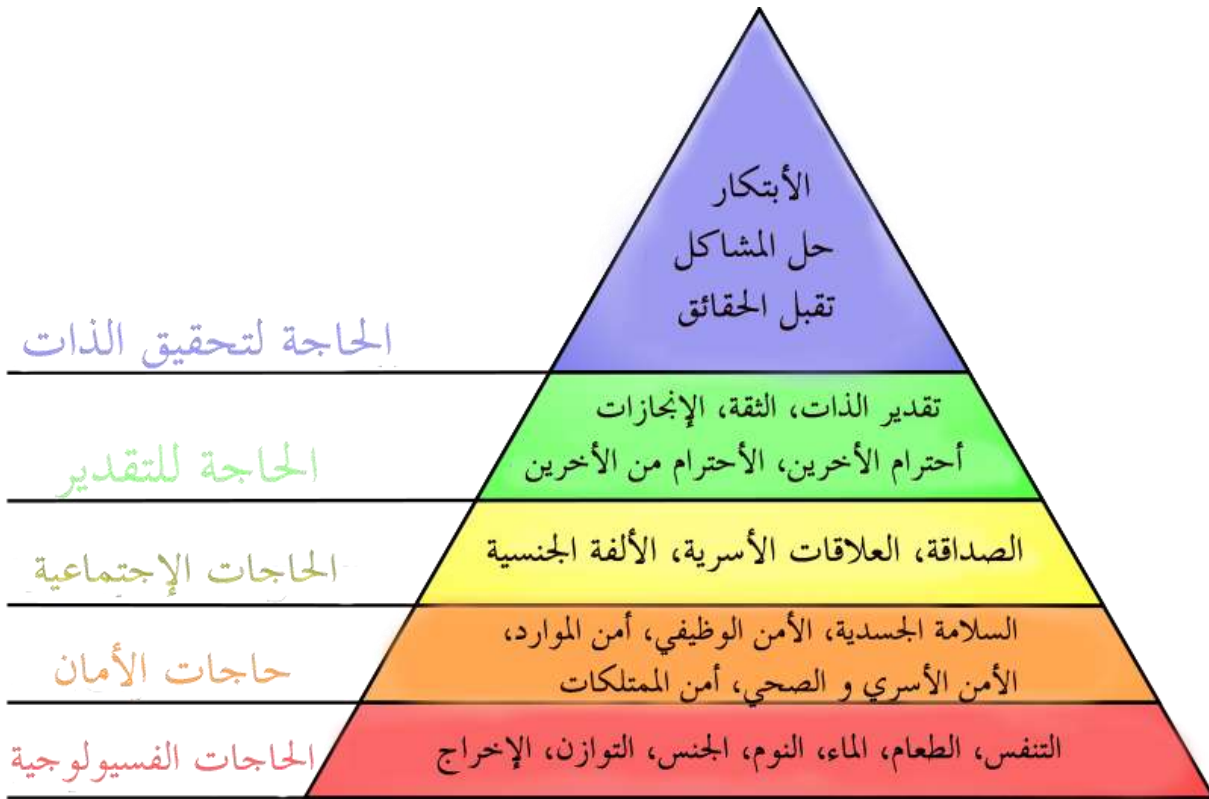 الأبتكار
حل المشاكل
تقبل الحقائق
الحاجة لتحقيق الذات
تقدير الذات، الثقة، الإنجازات
أحترام الأخرين، الأحترام من الأخرين
الحاجة للتقدير
الصداقة، العلاقات الأسرية، الألفة الجنسية
الحاجات الإجتماعية
السلامة الجسدية، الأمن الوظيفي، أمن الموارد،
الأمن الأسري و الصحي، أمن الممتلكات
حاجات الأمان
التنفس، الطعام، الماء، النوم، الجنس، التوازن، الإخراج
الحاجات الفسيولوجية